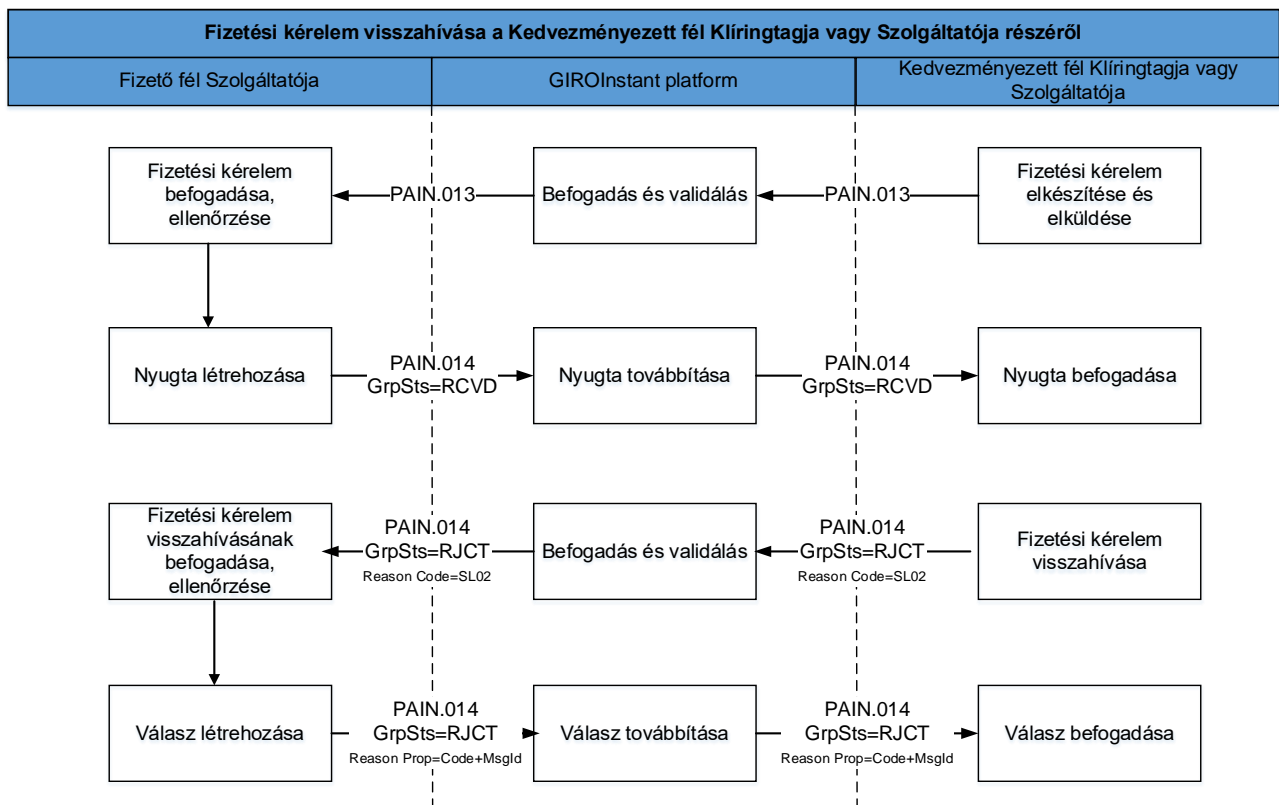 Fizetési kérelem visszahívása a Kedvezményezett fél Klíringtagja vagy Szolgáltatója részéről
Fizető fél Szolgáltatója
GIROInstant platform
Kedvezményezett fél Klíringtagja vagy
Szolgáltatója
Fizetési kérelem
befogadása,
ellenőrzése
PAIN.013
Befogadás és validálás
PAIN.013
Fizetési kérelem
elkészítése és
elküldése
Nyugta létrehozása
PAIN.014
GrpSts=RCVD
Nyugta továbbítása
PAIN.014
GrpSts=RCVD
Nyugta befogadása
Fizetési kérelem
visszahívásának
befogadása,
ellenőrzése
PAIN.014
GrpSts=RJCT
Reason Code=SL02
Befogadás és validálás
PAIN.014
GrpSts=RJCT
Reason Code=SL02
Fizetési kérelem
visszahívása
Válasz létrehozása
PAIN.014
GrpSts=RJCT
Reason Prop=Code+MsgId
Válasz továbbítása
PAIN.014
GrpSts=RJCT
Reason Prop=Code+MsgId
Válasz befogadása